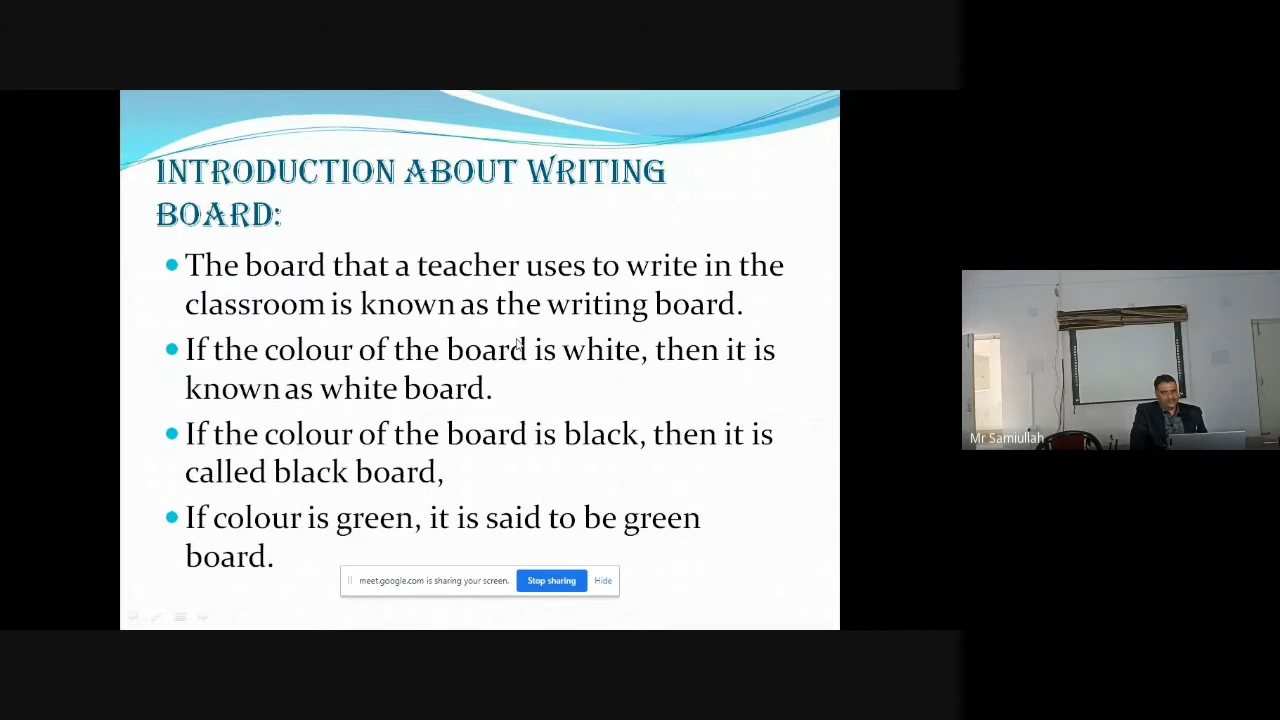 INTRODUCTION ABOUT WRITING
BOARD:
The board that a teacher uses to write in the
classroom is known as the writing board.
If the colour of the board is white, then it is
known as white board.
If the colour of the board is black, then it is
called black board,
If colour is green, it is said to be green
board.
meet.google.com is sharing your screen.
Stop sharing
Hide
Mr Samiullah